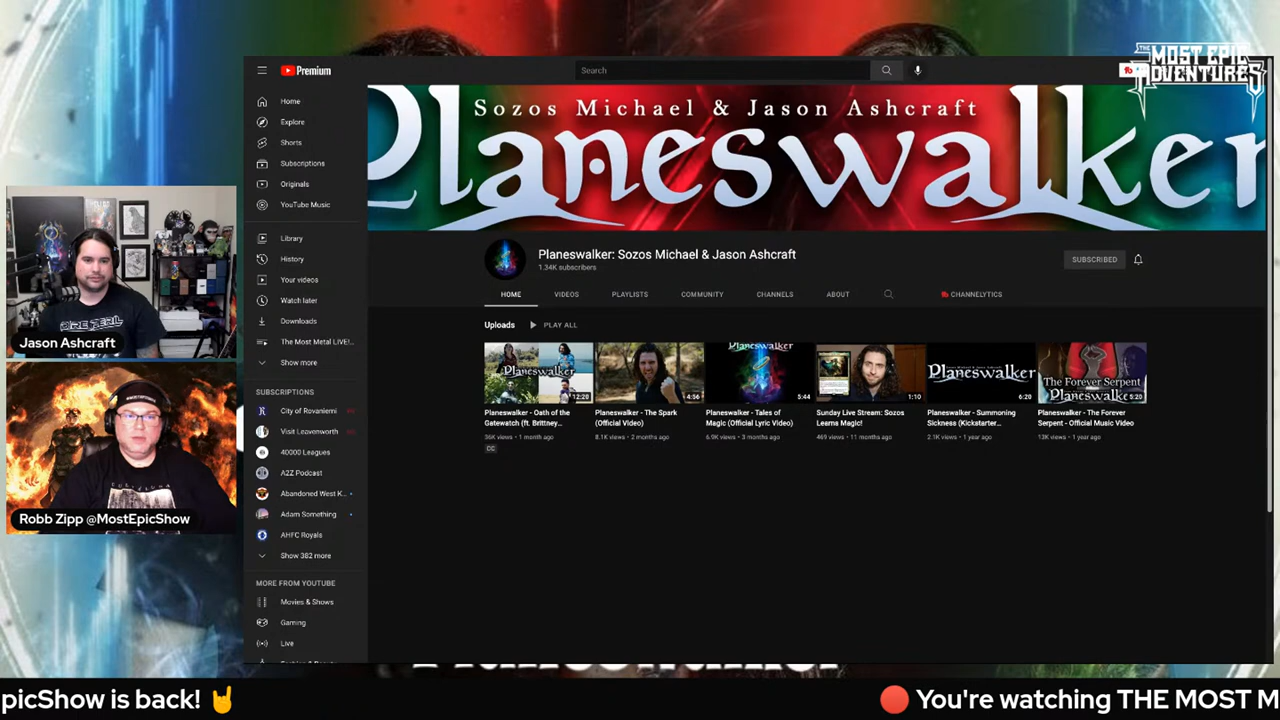 THE MOST EPIC ADVENTURES
Premium
Search
Sozos Michael & Jason Ashcraft
Planeswalker
Home
Explore
Shorts
Subscriptions
Originals
YouTube Music
Library
History
Your videos
Watch later
Downloads
The Most Metal LIVE!...
Show more
SUBSCRIPTIONS
City of Rovaniemi
Visit Leavenworth
40000 Leagues
A2Z Podcast
Abandoned West K...
Adam Something
AHFC Royals
Show 382 more
MORE FROM YOUTUBE
Movies & Shows
Gaming
Live
Planeswalker: Sozos Michael & Jason Ashcraft
1.34K subscribers
SUBSCRIBED
HOME
VIDEOS
PLAYLISTS
COMMUNITY
CHANNELS
ABOUT
CHANNELYTICS
Uploads
PLAY ALL
Planeswalker
12:20
4:56
Planeswalker
5:44
1:10
Planeswalker
6:20
The Forever Serpent
Planeswalke
5:20
Planeswalker - Oath of the
Gatewatch (ft. Brittney...
36K views • 1 month ago
CC
Planeswalker - The Spark
(Official Video)
8.1K views • 2 months ago
Planeswalker - Tales of
Magic (Official Lyric Video)
6.9K views • 3 months ago
Sunday Live Stream: Sozos
Learns Magic!
469 views • 11 months ago
Planeswalker - Summoning
Sickness (Kickstarter...
2.1K views • 1 year ago
Planeswalker - The Forever
Serpent - Official Music Video
13K views • 1 year ago
Jason Ashcraft
Robb Zipp @MostEpicShow
picShow is back! 🤘
🔴 You're watching THE MOST M